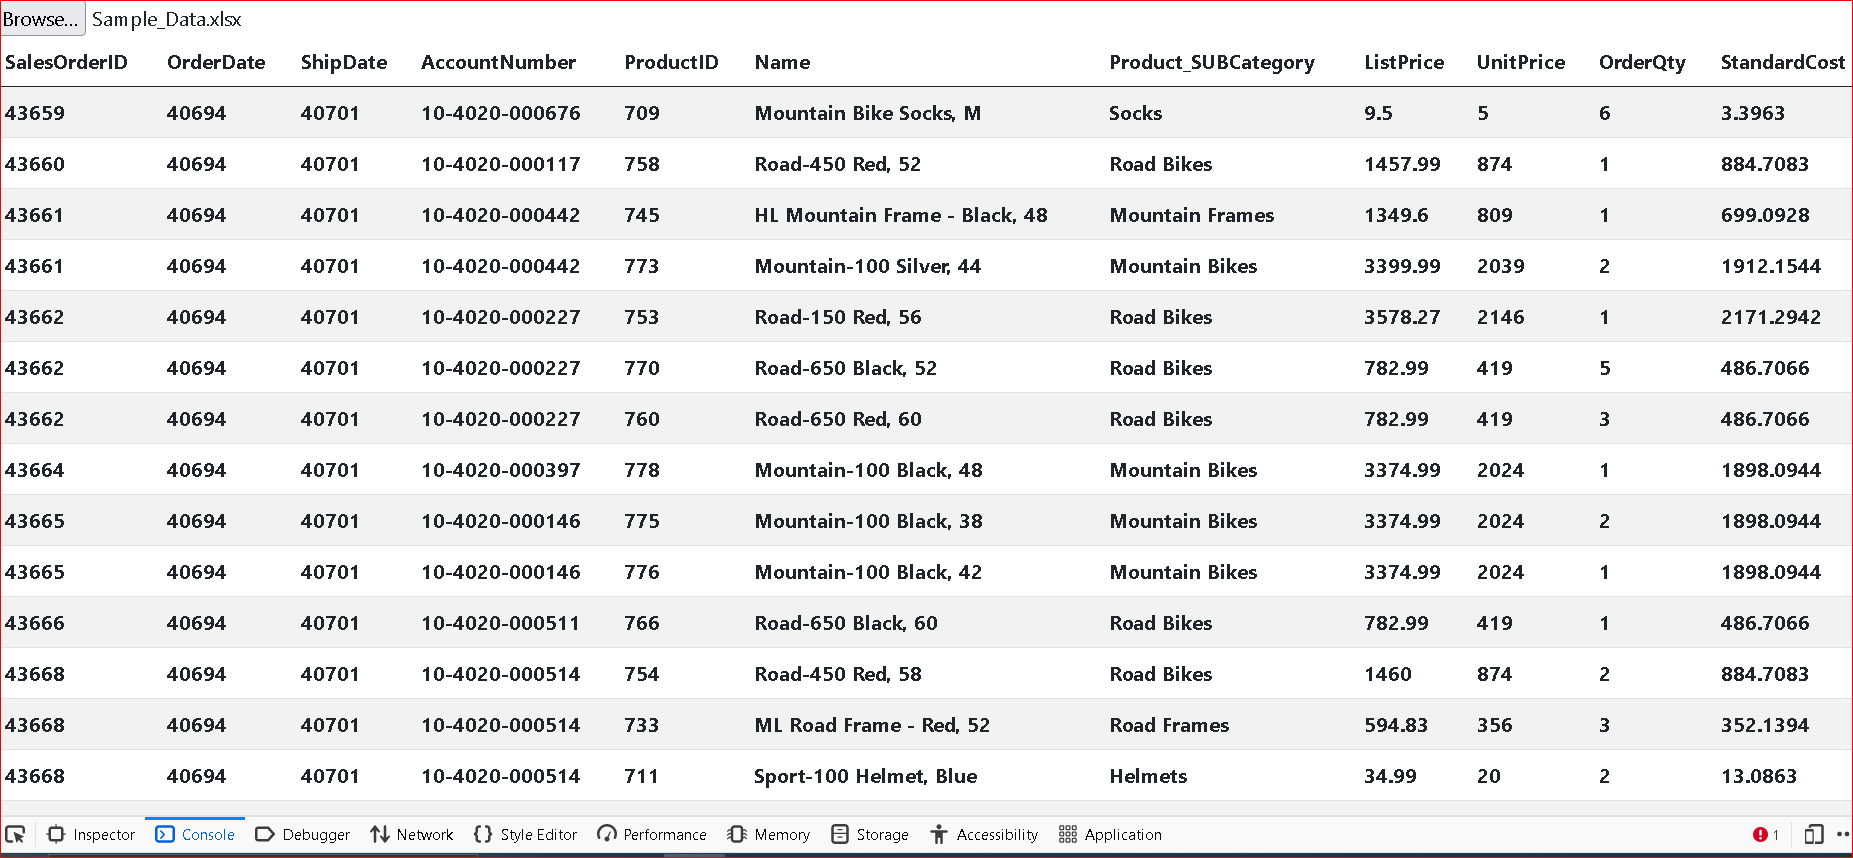 Browse... Sample_Data.xlsx
SalesOrderID OrderDate ShipDate AccountNumber ProductID Name Product_SUBCategory ListPrice UnitPrice OrderQty StandardCost
43659 40694 40701 10-4020-000676 709 Mountain Bike Socks, M Socks 9.5 5 6 3.3963
43660 40694 40701 10-4020-000117 758 Road-450 Red, 52 Road Bikes 1457.99 874 1 884.7083
43661 40694 40701 10-4020-000442 745 HL Mountain Frame - Black, 48 Mountain Frames 1349.6 809 1 699.0928
43661 40694 40701 10-4020-000442 773 Mountain-100 Silver, 44 Mountain Bikes 3399.99 2039 2 1912.1544
43662 40694 40701 10-4020-000227 753 Road-150 Red, 56 Road Bikes 3578.27 2146 1 2171.2942
43662 40694 40701 10-4020-000227 770 Road-650 Black, 52 Road Bikes 782.99 419 5 486.7066
43662 40694 40701 10-4020-000227 760 Road-650 Red, 60 Road Bikes 782.99 419 3 486.7066
43664 40694 40701 10-4020-000397 778 Mountain-100 Black, 48 Mountain Bikes 3374.99 2024 1 1898.0944
43665 40694 40701 10-4020-000146 775 Mountain-100 Black, 38 Mountain Bikes 3374.99 2024 2 1898.0944
43665 40694 40701 10-4020-000146 776 Mountain-100 Black, 42 Mountain Bikes 3374.99 2024 1 1898.0944
43666 40694 40701 10-4020-000511 766 Road-650 Black, 60 Road Bikes 782.99 419 1 486.7066
43668 40694 40701 10-4020-000514 754 Road-450 Red, 58 Road Bikes 1460 874 2 884.7083
43668 40694 40701 10-4020-000514 733 ML Road Frame - Red, 52 Road Frames 594.83 356 3 352.1394
43668 40694 40701 10-4020-000514 711 Sport-100 Helmet, Blue Helmets 34.99 20 2 13.0863
Inspector Console Debugger Network Style Editor Performance Memory Storage Accessibility Application 1